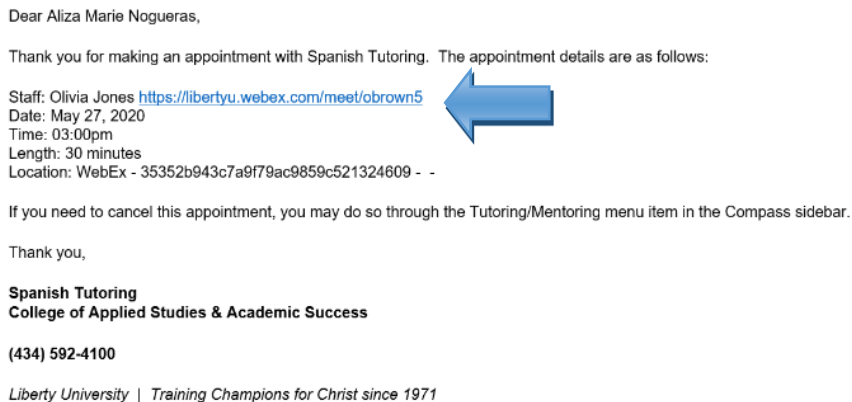 Dear Aliza Marie Nogueras,
Thank you for making an appointment with Spanish Tutoring.  The appointment details are as follows:
Staff: Olivia Jones https://libertyu.webex.com/meet/obrown5
Date: May 27, 2020
Time: 03:00pm
Length: 30 minutes
Location: WebEx - 35352b943c7a9f79ac9859c521324609 -  -
If you need to cancel this appointment, you may do so through the Tutoring/Mentoring menu item in the Compass sidebar.
Thank you,
Spanish Tutoring
College of Applied Studies & Academic Success
(434) 592-4100
Liberty University  |  Training Champions for Christ since 1971